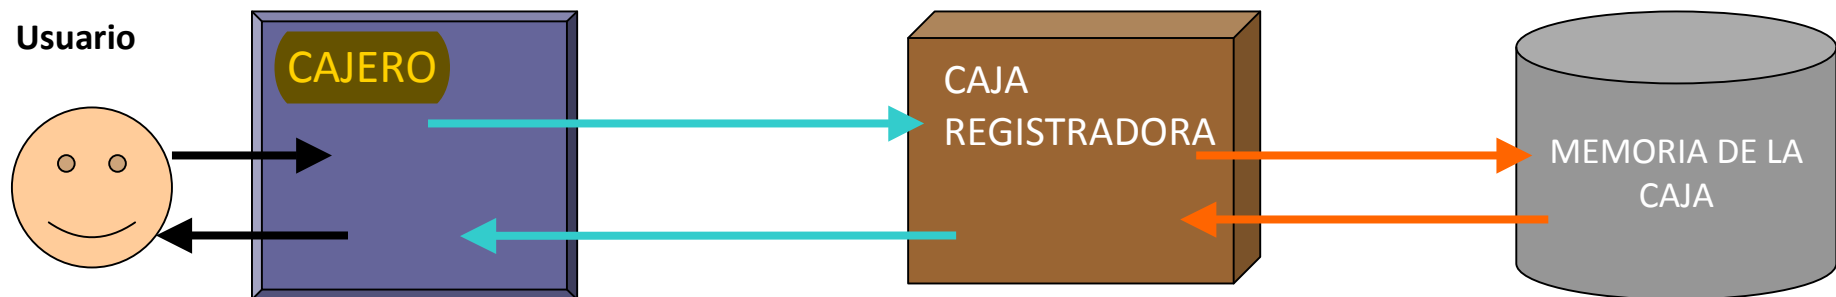 Usuario
CAJERO
CAJA
REGISTRADORA
MEMORIA DE LA
CAJA